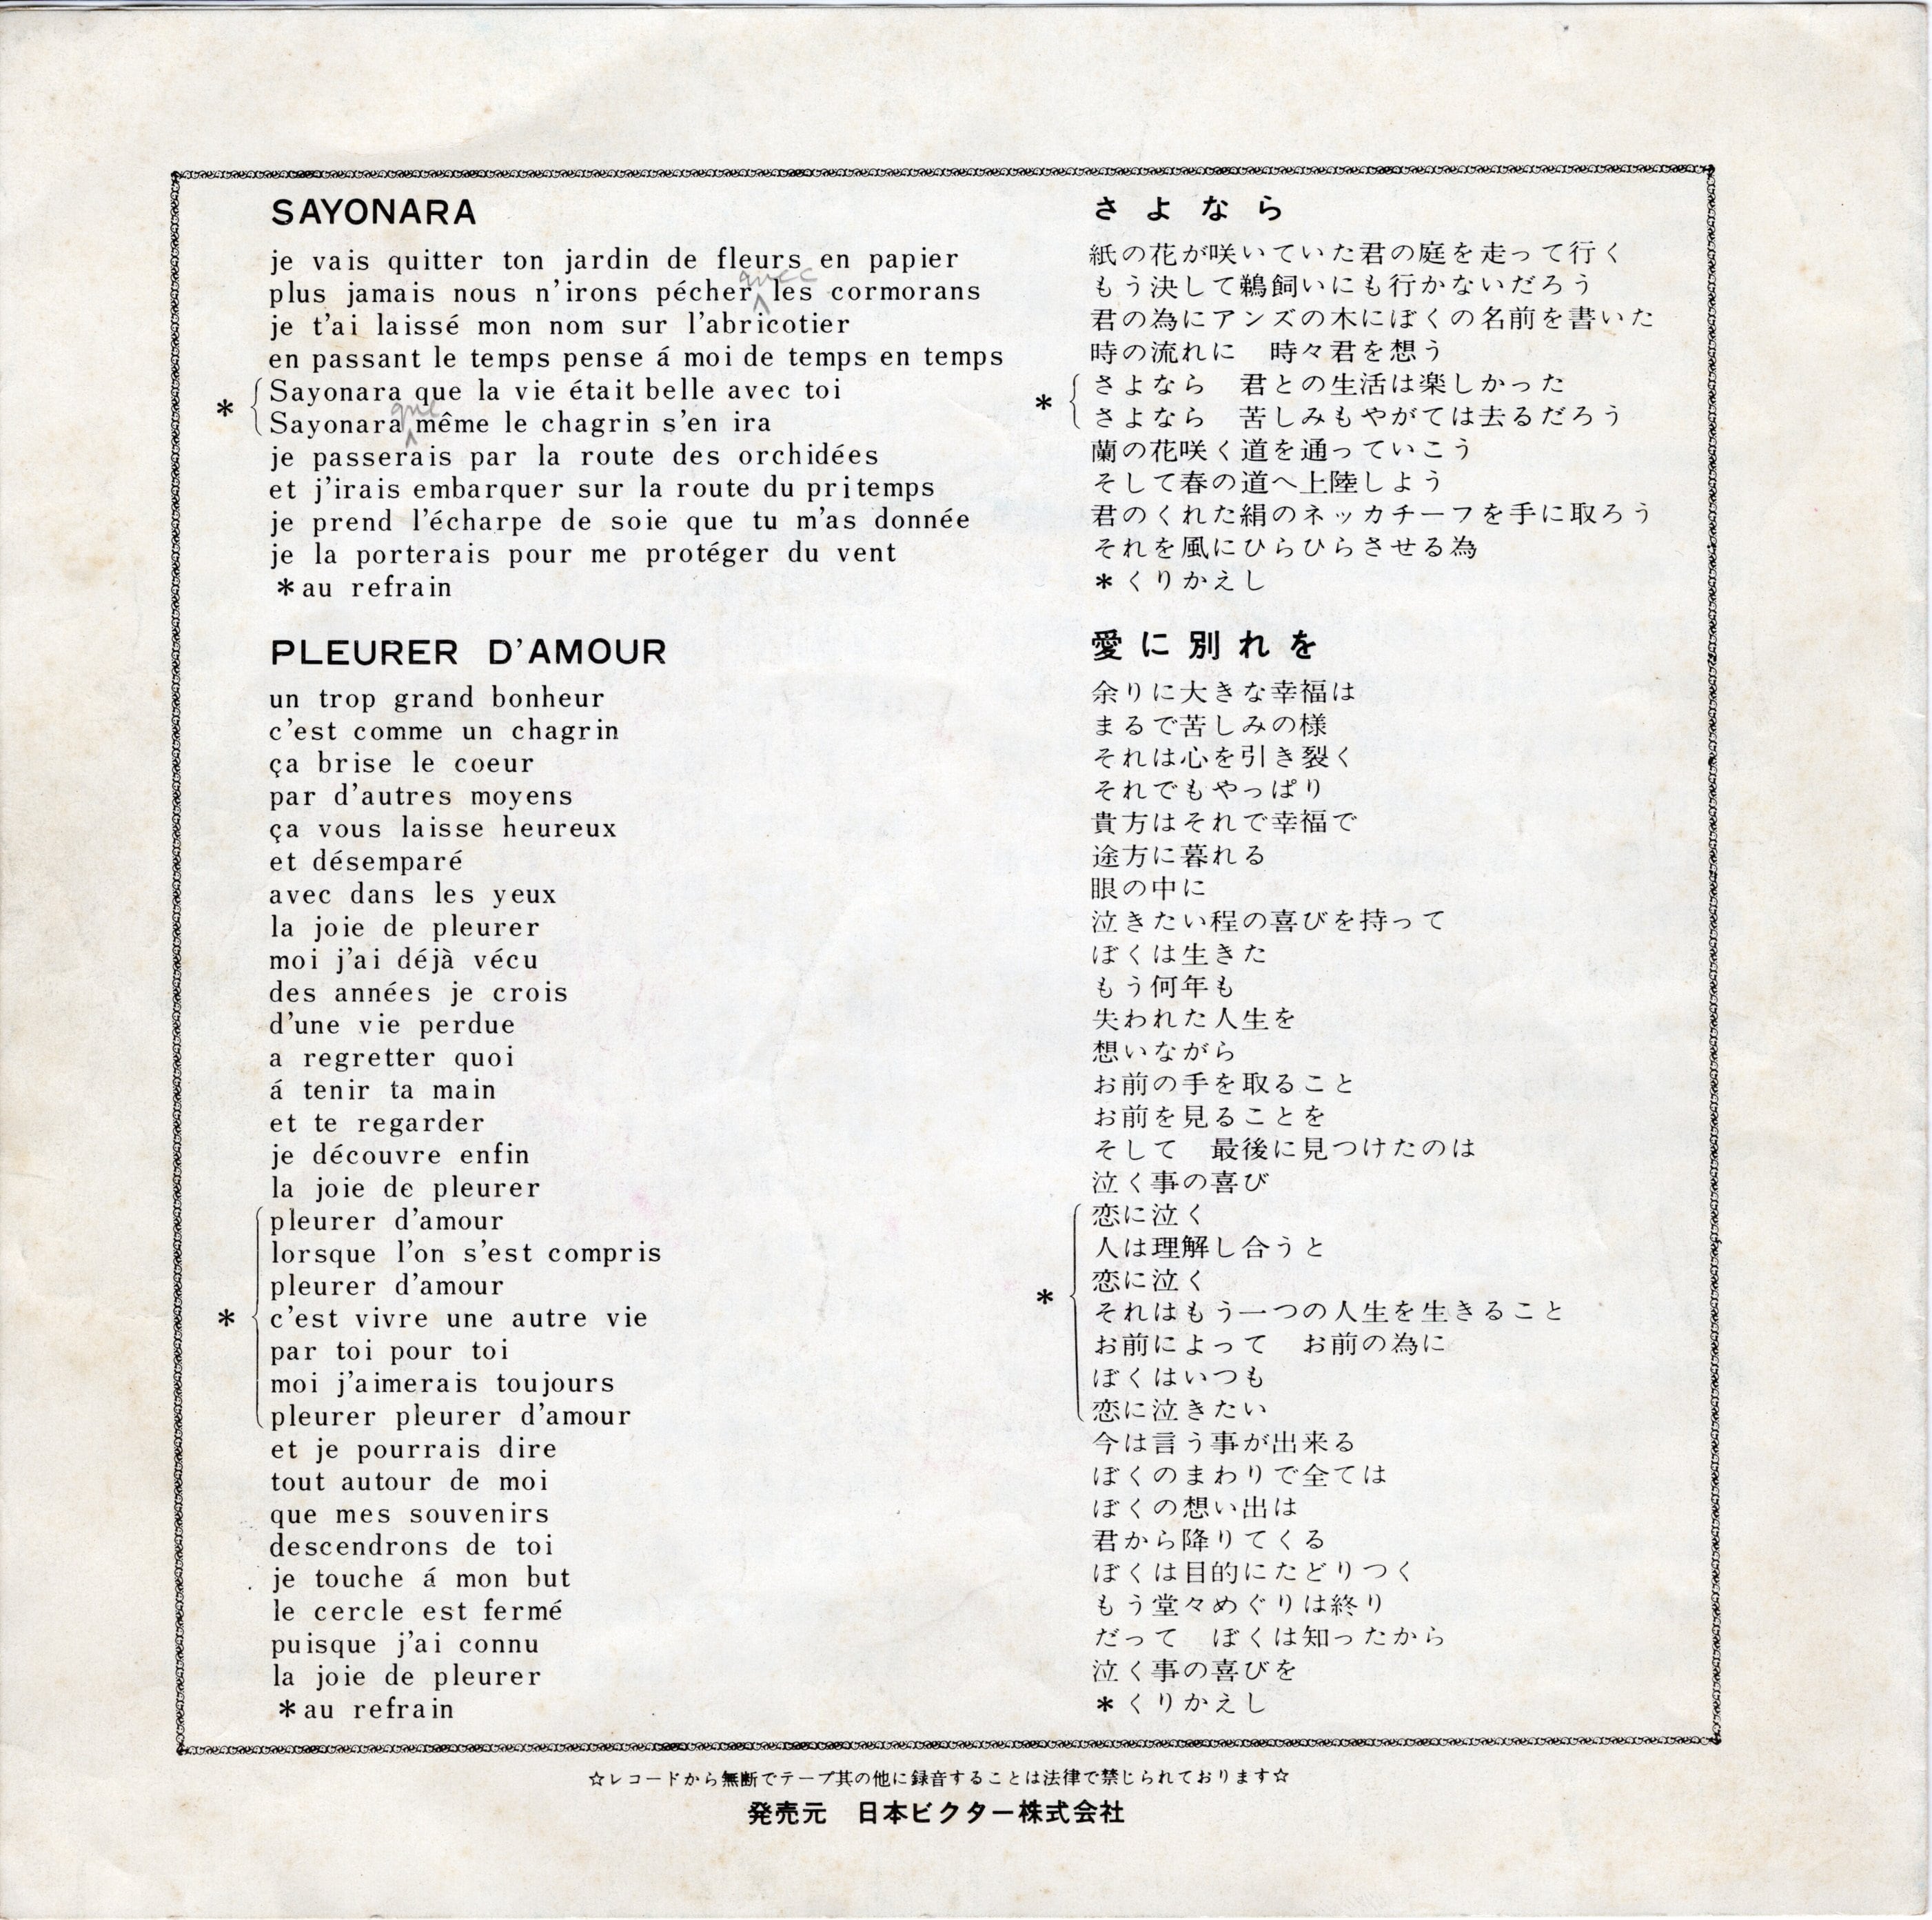 SAYONARA
je vais quitter ton jardin de fleurs en papier
avec
plus jamais nous n'irons pécher les cormorans
je t'ai laissé mon nom sur l'abricotier
en passant le temps pense á moi de temps en temps
* Sayonara que la vie était belle avec toi
que
Sayonara même le chagrin s'en ira
je passerais par la route des orchidées
et j'irais embarquer sur la route du pritemps
je prend l'écharpe de soie que tu m'as donnée
je la porterais pour me protéger du vent
*au refrain
PLEURER D'AMOUR
un trop grand bonheur
c'est comme un chagrin
ça brise le coeur
par d'autres moyens
ça vous laisse heureux
et désemparé
avec dans les yeux
la joie de pleurer
moi j'ai déjà vécu
des années je crois
d'une vie perdue
a regretter quoi
á tenir ta main
et te regarder
je découvre enfin
la joie de pleurer
pleurer d'amour
lorsque l'on s'est compris
pleurer d'amour
* c'est vivre une autre vie
par toi pour toi
moi j'aimerais toujours
pleurer pleurer d'amour
et je pourrais dire
tout autour de moi
que mes souvenirs
descendrons de toi
je touche á mon but
le cercle est fermé
puisque j'ai connu
la joie de pleurer
*au refrain
さよなら
紙の花が咲いていた君の庭を走って行く
もう決して鵜飼いにも行かないだろう
君の為にアンズの木にぼくの名前を書いた
時の流れに 時々君を想う
* さよなら 君との生活は楽しかった
さよなら 苦しみもやがては去るだろう
蘭の花咲く道を通っていこう
そして春の道へ上陸しよう
君のくれた絹のネッカチーフを手に取ろう
それを風にひらひらさせる為
*くりかえし
愛に別れを
余りに大きな幸福は
まるで苦しみの様
それは心を引き裂く
それでもやっぱり
貴方はそれで幸福で
途方に暮れる
眼の中に
泣きたい程の喜びを持って
ぼくは生きた
もう何年も
失われた人生を
想いながら
お前の手を取ること
お前を見ることを
そして 最後に見つけたのは
泣く事の喜び
恋に泣く
人は理解し合うと
恋に泣く
* それはもう一つの人生を生きること
お前によって お前の為に
ぼくはいつも
恋に泣きたい
今は言う事が出来る
ぼくのまわりで全ては
ぼくの想い出は
君から降りてくる
ぼくは目的にたどりつく
もう堂々めぐりは終り
だって ぼくは知ったから
泣く事の喜びを
*くりかえし
☆レコードから無断でテープ其の他に録音することは法律で禁じられております☆
発売元 日本ビクター株式会社